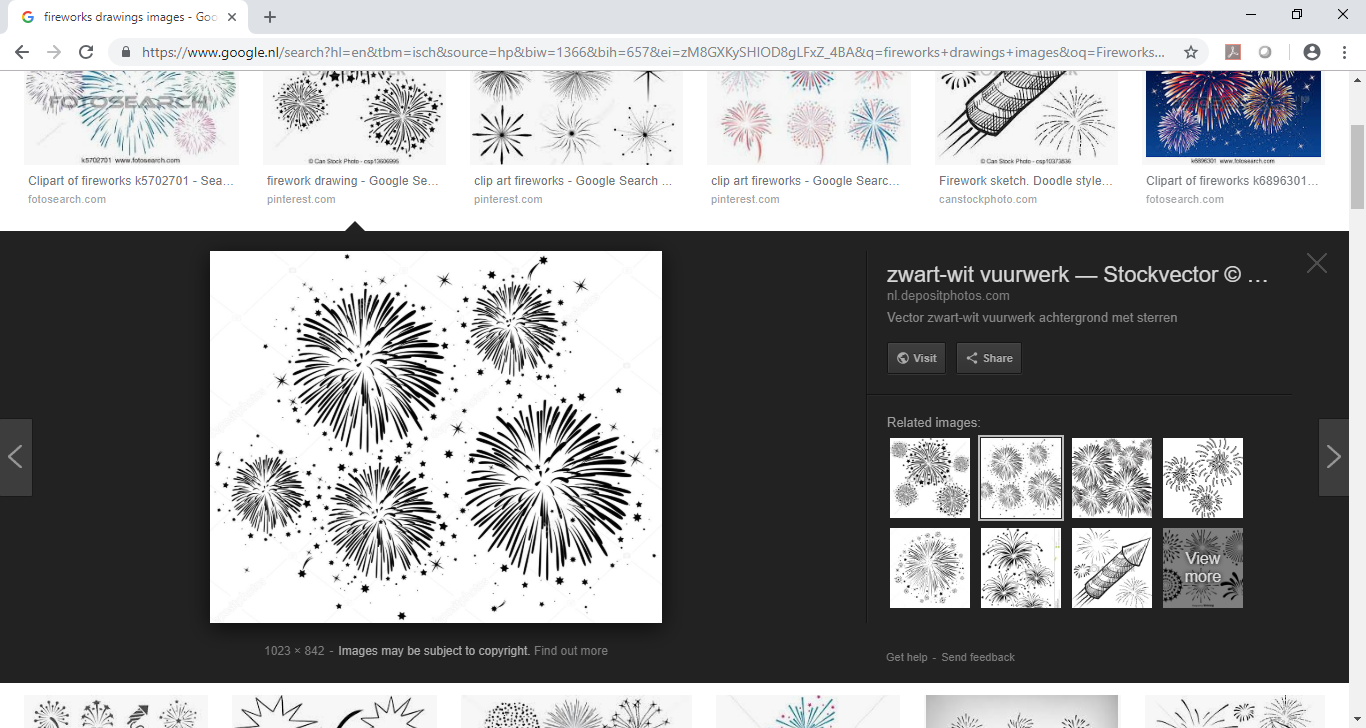 fireworks drawings images - Goo
https://www.google.nl/search?hl=en&tbm=isch&source=hp&biw=1366&bih=657&ei=zM8GXKySHIOD8gLFxZ_4BA&q=fireworks+drawings+images&oq=Fireworks...
FOTOSEARCH
k5702701 www.fotosearch.com
© Can Stock Photo - csp13606995
© Can Stock Photo - csp10373836
k6896301 www.fotosearch.com
Clipart of fireworks k5702701 - Sea...
firework drawing - Google Se...
clip art fireworks - Google Search ...
clip art fireworks - Google Searc...
Firework sketch. Doodle style...
Clipart of fireworks k6896301...
fotosearch.com
pinterest.com
pinterest.com
pinterest.com
canstockphoto.com
fotosearch.com
zwart-wit vuurwerk — Stockvector © ...
nl.depositphotos.com
Vector zwart-wit vuurwerk achtergrond met sterren
Visit
Share
Related images:
View
more
1023 × 842 - Images may be subject to copyright. Find out more
Get help - Send feedback